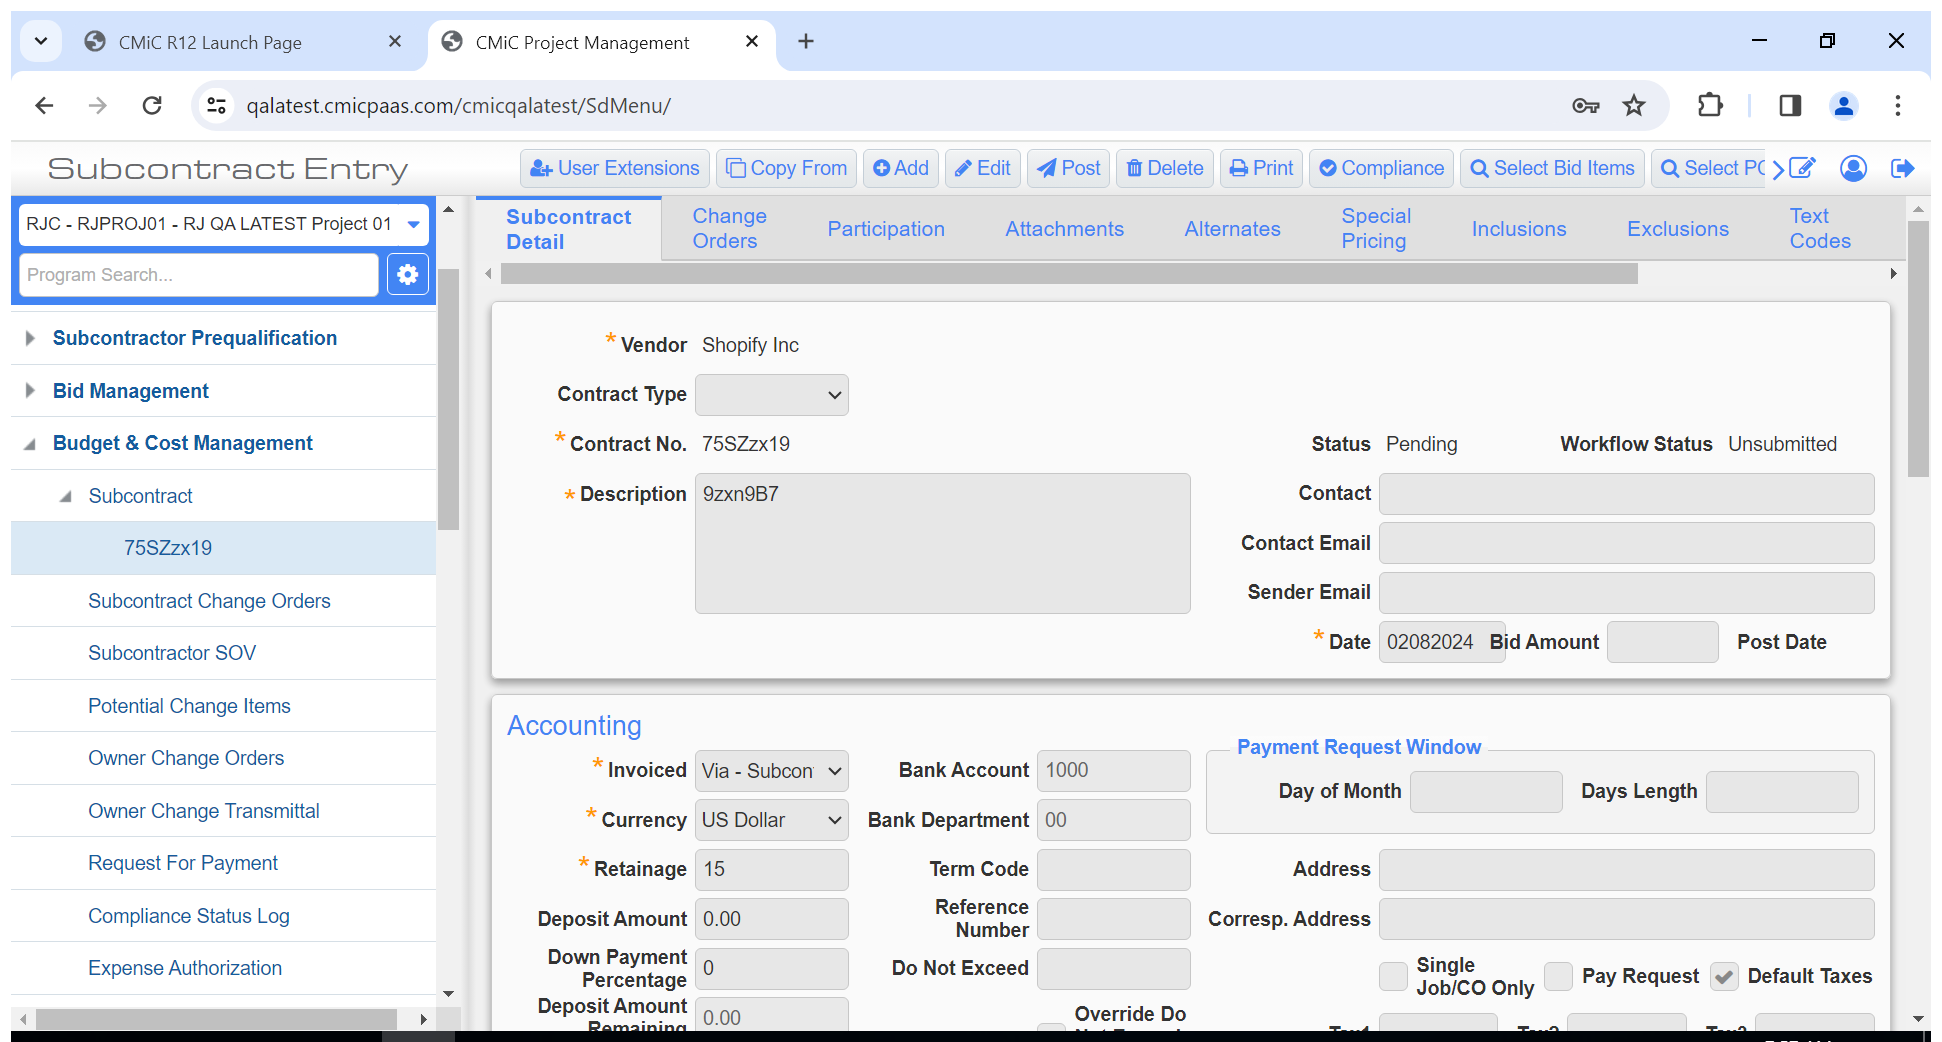 CMiC R12 Launch Page
CMiC Project Management
qalatest.cmicpaas.com/cmicqalatest/SdMenu/
Subcontract Entry
User Extensions
Copy From
Add
Edit
Post
Delete
Print
Compliance
Select Bid Items
Select PC
RJC - RJPROJ01 - RJ QA LATEST Project 01
Program Search...
Subcontractor Prequalification
Bid Management
Budget & Cost Management
Subcontract
75SZzx19
Subcontract Change Orders
Subcontractor SOV
Potential Change Items
Owner Change Orders
Owner Change Transmittal
Request For Payment
Compliance Status Log
Expense Authorization
Subcontract
Detail
Change
Orders
Participation
Attachments
Alternates
Special
Pricing
Inclusions
Exclusions
Text
Codes
* Vendor Shopify Inc
Contract Type
* Contract No. 75SZzx19
Status Pending
Workflow Status Unsubmitted
* Description 9zxn9B7
Contact
Contact Email
Sender Email
* Date 02082024 Bid Amount
Post Date
Accounting
* Invoiced Via - Subcon
Bank Account 1000
Payment Request Window
Day of Month
Days Length
* Currency US Dollar
Bank Department 00
* Retainage 15
Term Code
Address
Deposit Amount 0.00
Reference
Number
Corresp. Address
Down Payment
Percentage 0
Do Not Exceed
Single
Job/CO Only
Pay Request
Default Taxes
Deposit Amount
Remaining 0.00
Override Do
Tax1
Tax2
Tax3